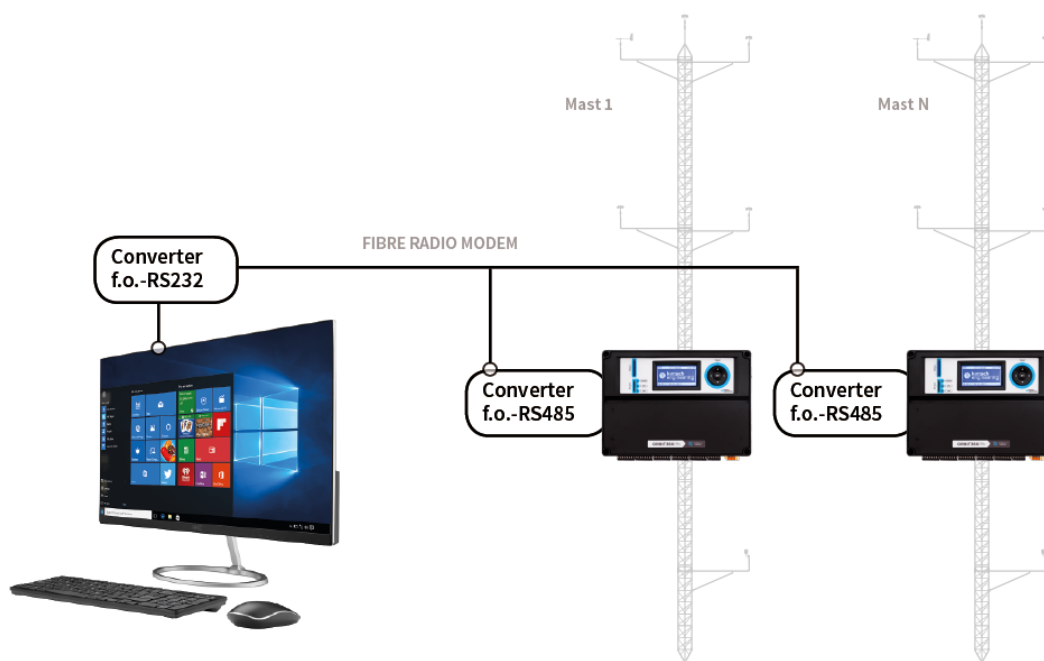 Mast 1
Mast N
FIBRE RADIO MODEM
Converter
f.o.-RS232
Converter
f.o.-RS485
Converter
f.o.-RS485